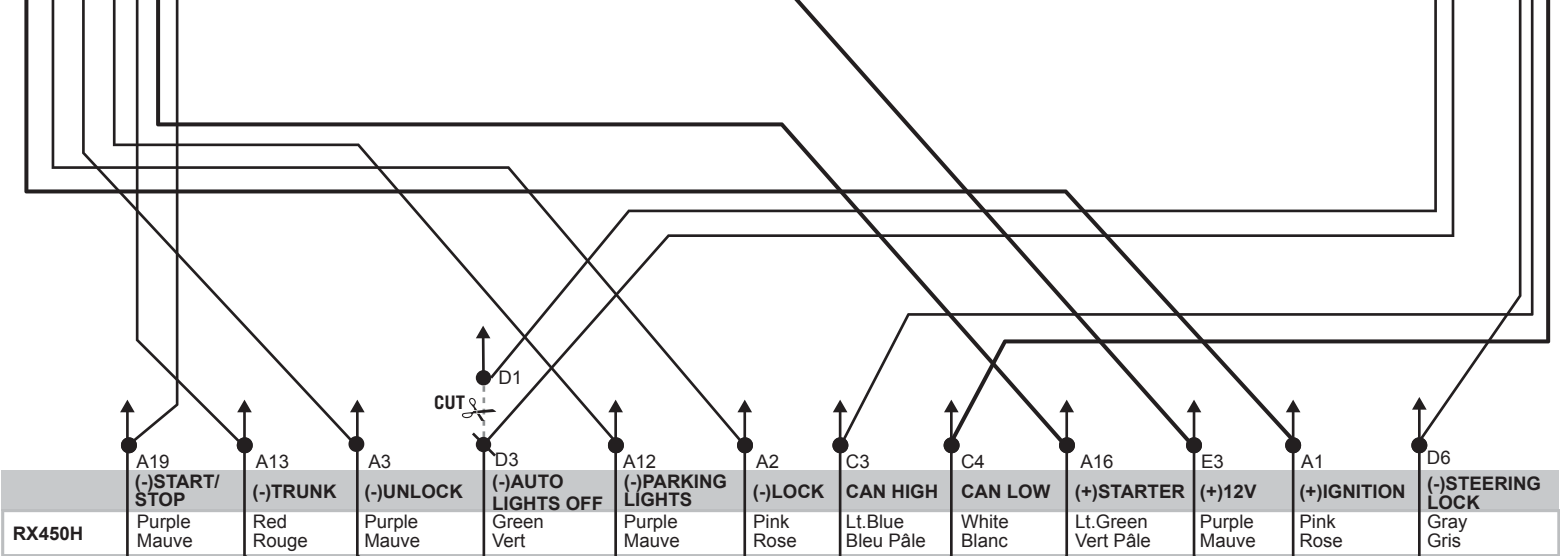 D1
CUT
A19 A13 A3 D3 A12 A2 C3 C4 A16 E3 A1 D6
(-)START/ STOP (-)TRUNK (-)UNLOCK (-)AUTO LIGHTS OFF (-)PARKING LIGHTS (-)LOCK CAN HIGH CAN LOW (+)STARTER (+)12V (+)IGNITION (-)STEERING LOCK
RX450H Purple Red Purple Green Purple Pink Lt.Blue White Lt.Green Purple Pink Gray
Mauve Rouge Mauve Vert Mauve Rose Bleu Pâle Blanc Vert Pâle Mauve Rose Gris